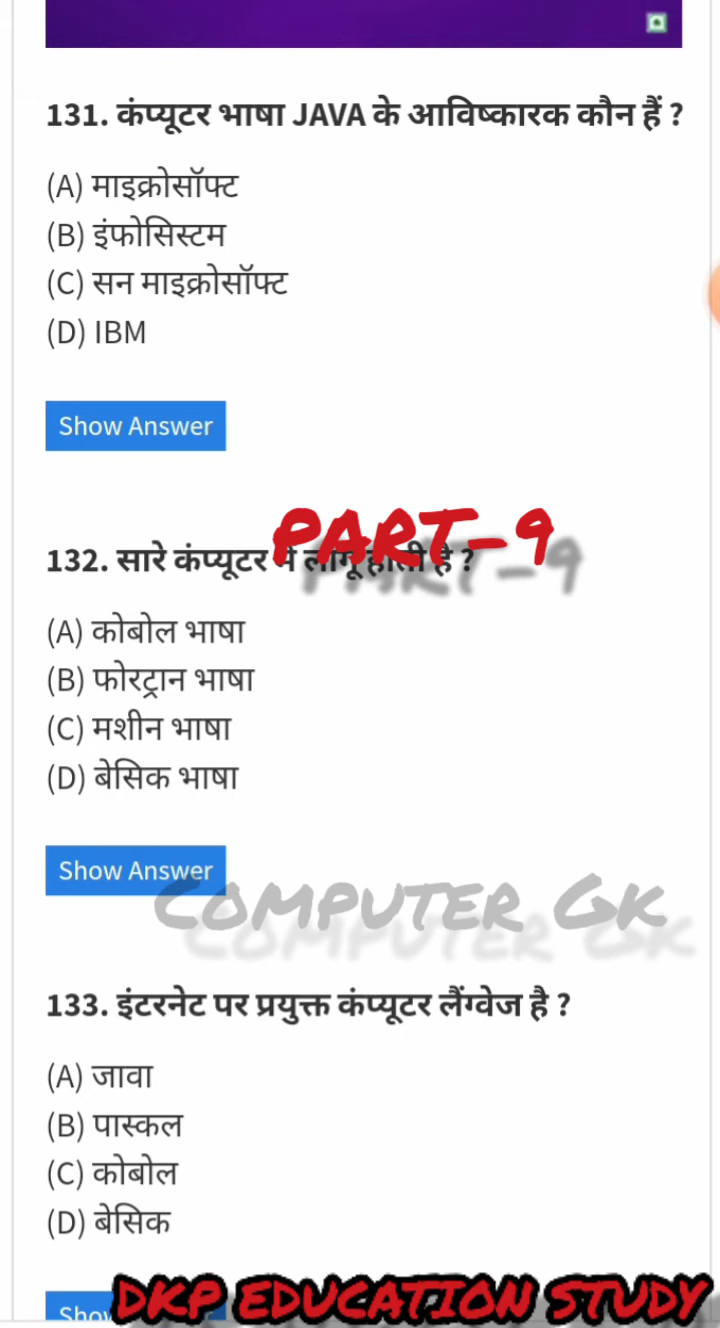 131. कंप्यूटर भाषा JAVA के आविष्कारक कौन हैं ?
(A) माइक्रोसॉफ्ट
(B) इंफोसिस्टम
(C) सन माइक्रोसॉफ्ट
(D) IBM
Show Answer
PART-9
132. सारे कंप्यूटर में लागू होती है ?
(A) कोबोल भाषा
(B) फोरट्रान भाषा
(C) मशीन भाषा
(D) बेसिक भाषा
Show Answer
COMPUTER GK
133. इंटरनेट पर प्रयुक्त कंप्यूटर लैंग्वेज है ?
(A) जावा
(B) पास्कल
(C) कोबोल
(D) बेसिक
Show
DKP EDUCATION STUDY